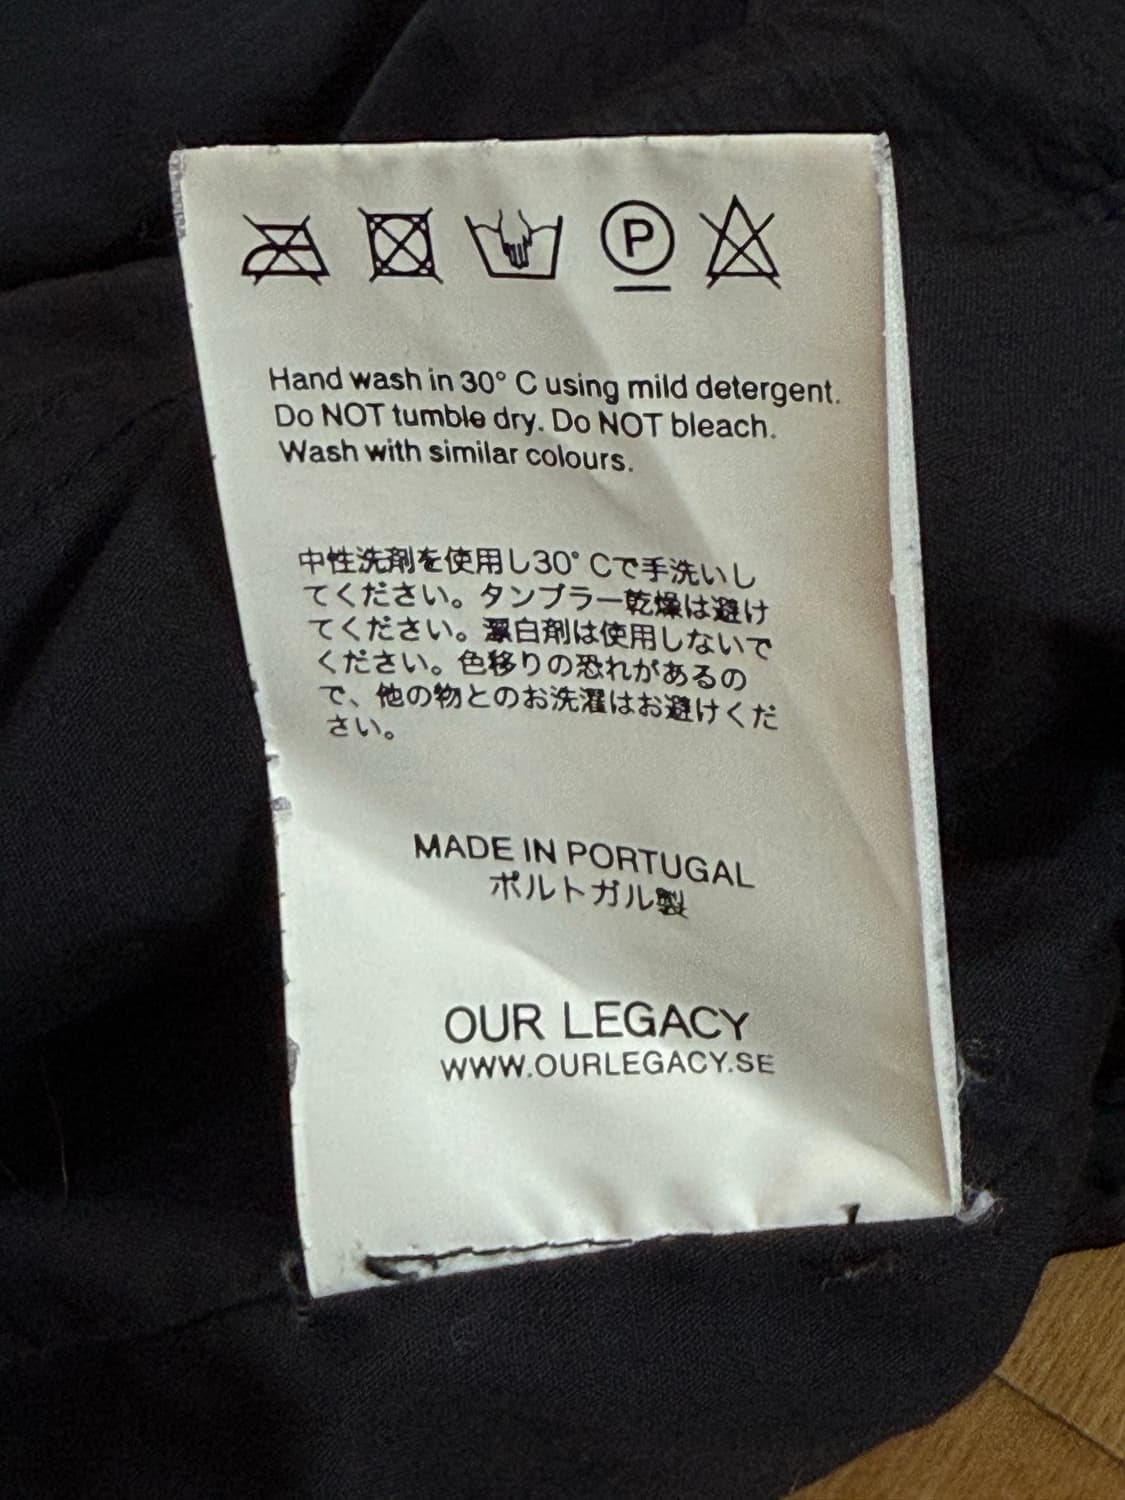 P
Hand wash in 30° C using mild detergent.
Do NOT tumble dry. Do NOT bleach.
Wash with similar colours.
中性洗剤を使用し30° Cで手洗いし
てください。タンブラー乾燥は避け
てください。漂白剤は使用しないで
ください。色移りの恐れがあるの
で、他の物とのお洗濯はお避けくだ
さい。
MADE IN PORTUGAL
ポルトガル製
OUR LEGACY
WWW.OURLEGACY.SE